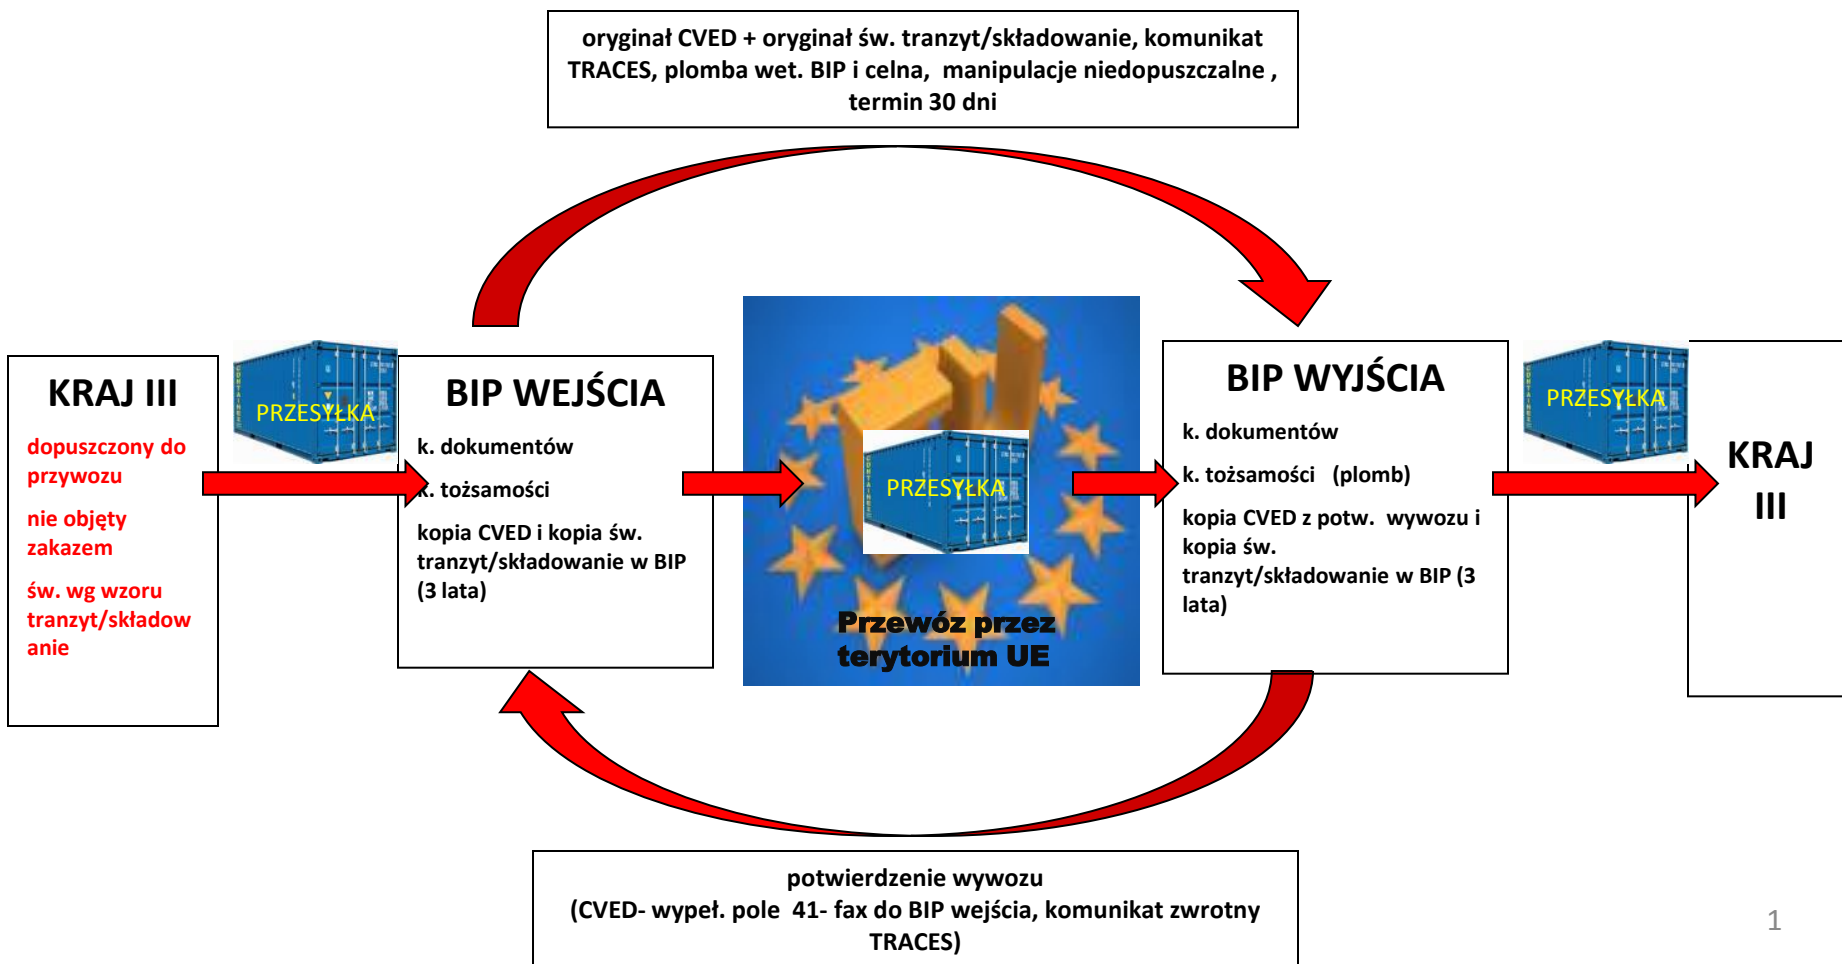 oryginał CVED + oryginał św. tranzyt/składowanie, komunikat
TRACES, plomba wet. BIP i celna, manipulacje niedopuszczalne ,
termin 30 dni
KRAJ III
dopuszczony do
przywozu
nie objęty
zakazem
św. wg wzoru
tranzyt/składow
anie
PRZESYŁKA
BIP WEJŚCIA
k. dokumentów
k. tożsamości
kopia CVED i kopia św.
tranzyt/składowanie w BIP
(3 lata)
PRZESYŁKA
Przewóz przez
terytorium UE
BIP WYJŚCIA
k. dokumentów
k. tożsamości (plomb)
kopia CVED z potw. wywozu i
kopia św.
tranzyt/składowanie w BIP (3
lata)
PRZESYŁKA
KRAJ
III
potwierdzenie wywozu
(CVED- wypeł. pole 41- fax do BIP wejścia, komunikat zwrotny
TRACES)
1